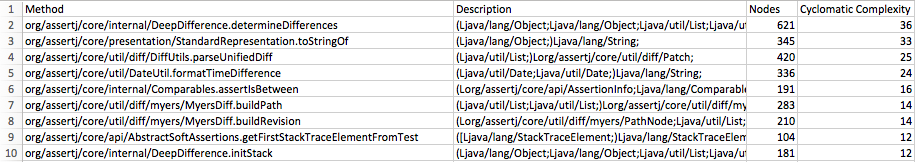 1 Method Description Nodes Cyclomatic Complexity
2 org/assertj/core/internal/DeepDifference.determineDifferences (Ljava/lang/Object;Ljava/lang/Object;Ljava/util/List;Ljava/ut 621 36
3 org/assertj/core/presentation/StandardRepresentation.toStringOf (Ljava/lang/Object;)Ljava/lang/String; 345 33
4 org/assertj/core/util/diff/DiffUtils.parseUnifiedDiff (Ljava/util/List;)Lorg/assertj/core/util/diff/Patch; 420 25
5 org/assertj/core/util/DateUtil.formatTimeDifference (Ljava/util/Date;Ljava/util/Date;)Ljava/lang/String; 336 24
6 org/assertj/core/internal/Comparables.assertIsBetween (Lorg/assertj/core/api/AssertionInfo;Ljava/lang/Comparable 191 16
7 org/assertj/core/util/diff/myers/MyersDiff.buildPath (Ljava/util/List;Ljava/util/List;)Lorg/assertj/core/util/diff/my 283 14
8 org/assertj/core/util/diff/myers/MyersDiff.buildRevision (Lorg/assertj/core/util/diff/myers/PathNode;Ljava/util/List; 210 14
9 org/assertj/core/api/AbstractSoftAssertions.getFirstStackTraceElementFromTest ([Ljava/lang/StackTraceElement;)Ljava/lang/StackTraceElem 104 12
10 org/assertj/core/internal/DeepDifference.initStack (Ljava/lang/Object;Ljava/lang/Object;Ljava/util/List;Ljava/ut 181 12